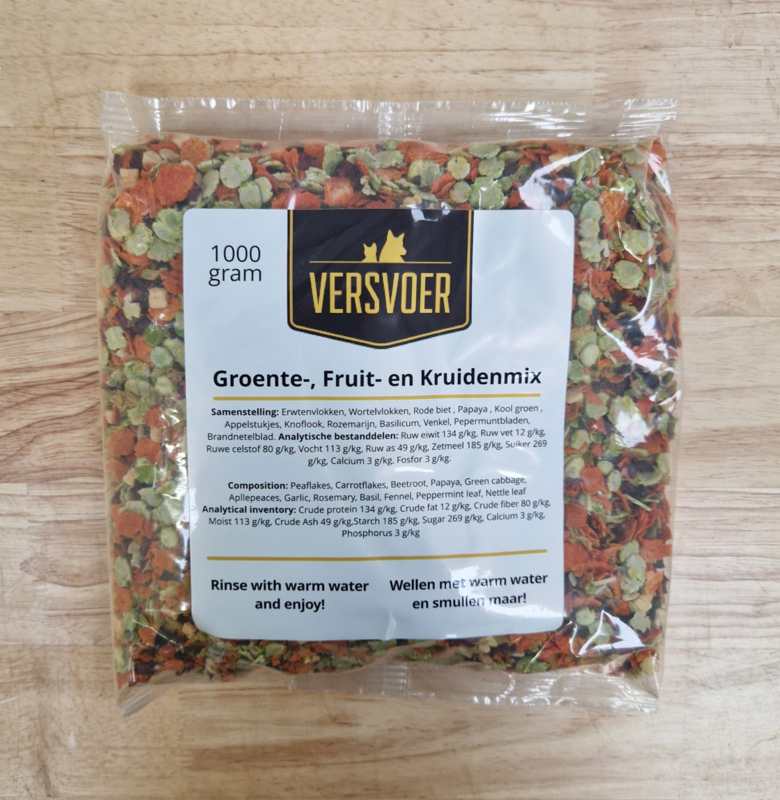 1000
gram
VERSVOER
Groente-, Fruit- en Kruidenmix
Samenstelling: Erwtenvlokken, Wortelvlokken, Rode biet , Papaya , Kool groen ,
Appelstukjes, Knoflook, Rozemarijn, Basilicum, Venkel, Pepermuntbladen,
Brandnetelblad. Analytische bestanddelen: Ruw eiwit 134 g/kg, Ruw vet 12 g/kg,
Ruwe celstof 80 g/kg, Vocht 113 g/kg, Ruw as 49 g/kg, Zetmeel 185 g/kg, Suiker 269
g/kg, Calcium 3 g/kg, Fosfor 3 g/kg.
Composition: Peaflakes, Carrotflakes, Beetroot, Papaya, Green cabbage,
Apllepeaces, Garlic, Rosemary, Basil, Fennel, Peppermint leaf, Nettle leaf
Analytical inventory: Crude protein 134 g/kg, Crude fat 12 g/kg, Crude fiber 80 g/kg,
Moist 113 g/kg, Crude Ash 49 g/kg,Starch 185 g/kg, Sugar 269 g/kg, Calcium 3 g/kg,
Phosphorus 3 g/kg
Rinse with warm water
and enjoy!
Wellen met warm water
en smullen maar!